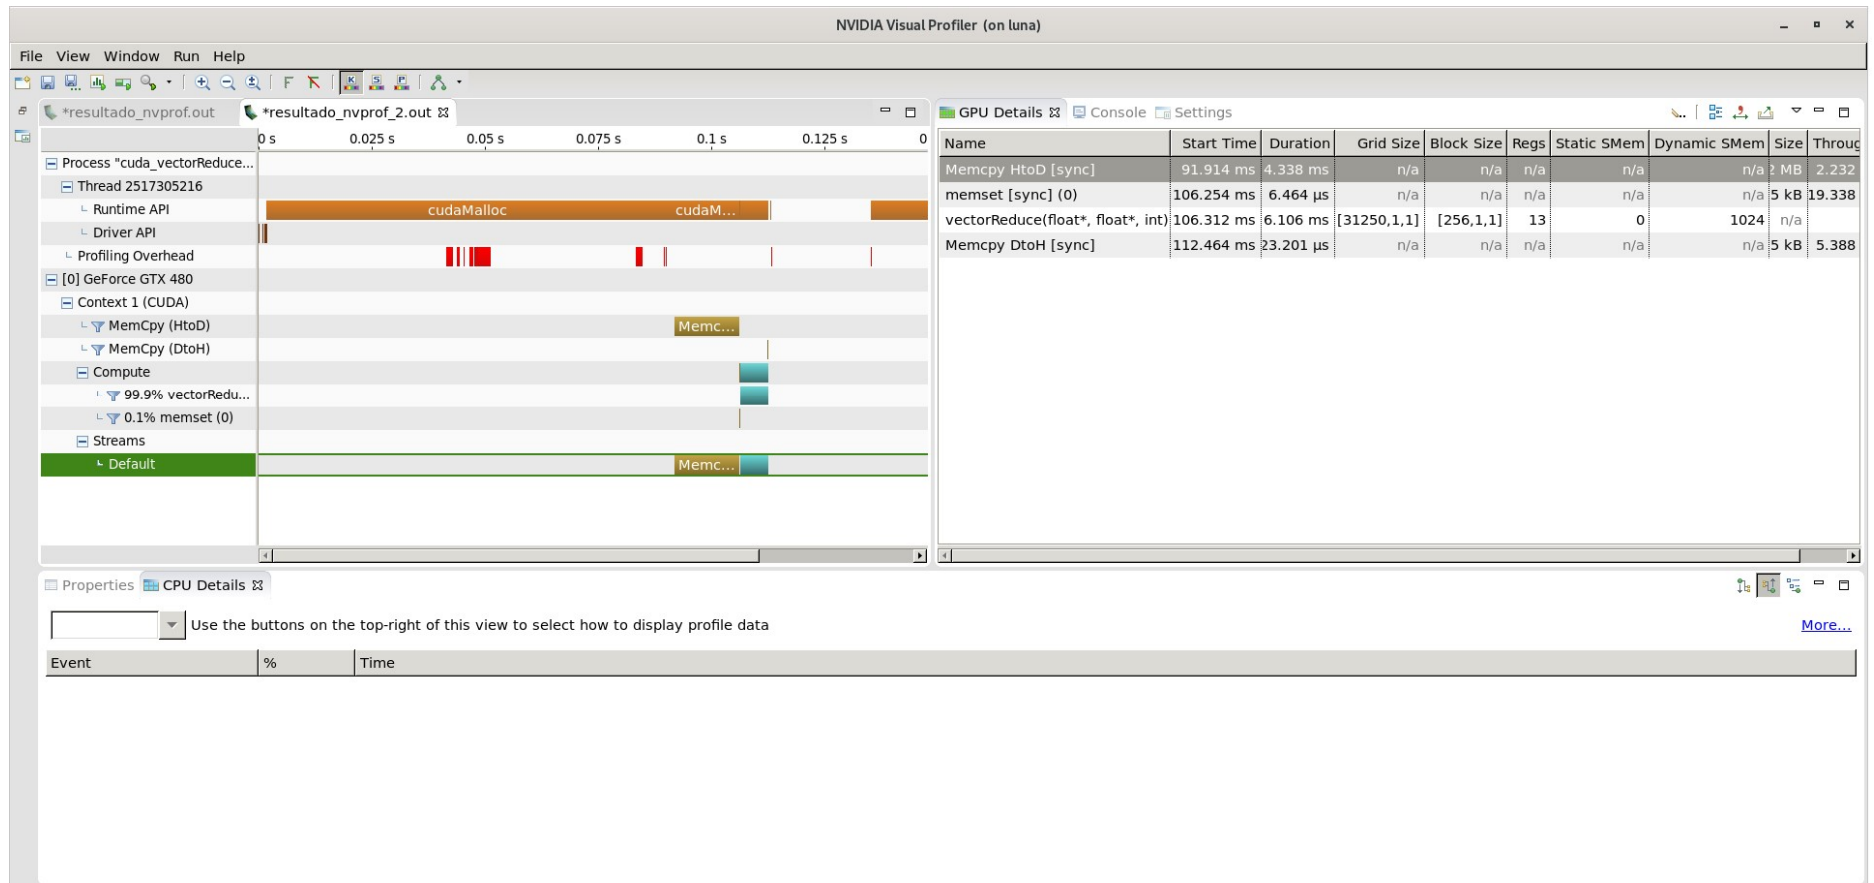 NVIDIA Visual Profiler (on luna)
File View Window Run Help
*resultado_nvprof.out
*resultado_nvprof_2.out
0 s 0.025 s 0.05 s 0.075 s 0.1 s 0.125 s 0
Process "cuda_vectorReduce...
Thread 2517305216
Runtime API cudaMalloc cudaM...
Driver API
Profiling Overhead
[0] GeForce GTX 480
Context 1 (CUDA)
MemCpy (HtoD) Memc...
MemCpy (DtoH)
Compute
99.9% vectorRedu...
0.1% memset (0)
Streams
Default Memc...
GPU Details Console Settings
Name Start Time Duration Grid Size Block Size Regs Static SMem Dynamic SMem Size Throug
Memcpy HtoD [sync] 91.914 ms 4.338 ms n/a n/a n/a n/a n/a MB 2.232
memset [sync] (0) 106.254 ms 6.464 µs n/a n/a n/a n/a n/a 5 kB 19.338
vectorReduce(float*, float*, int) 106.312 ms 6.106 ms [31250,1,1] [256,1,1] 13 0 1024 n/a
Memcpy DtoH [sync] 112.464 ms 23.201 µs n/a n/a n/a n/a n/a 5 kB 5.388
Properties CPU Details
Use the buttons on the top-right of this view to select how to display profile data More...
Event % Time